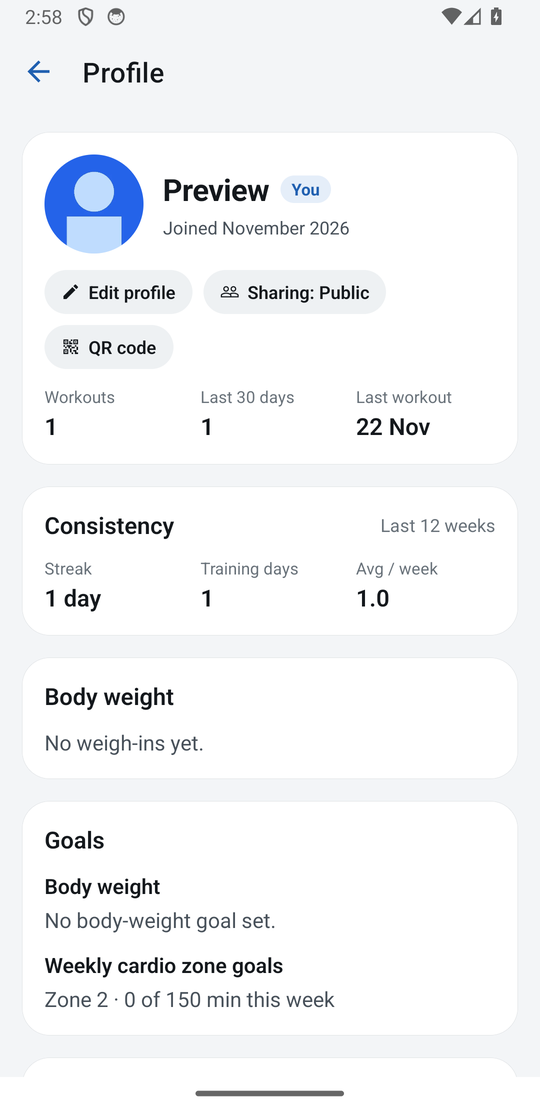 2:58
Profile
Preview You
Joined November 2026
Edit profile Sharing: Public
QR code
Workouts Last 30 days Last workout
1 1 22 Nov
Consistency Last 12 weeks
Streak Training days Avg / week
1 day 1 1.0
Body weight
No weigh-ins yet.
Goals
Body weight
No body-weight goal set.
Weekly cardio zone goals
Zone 2 · 0 of 150 min this week